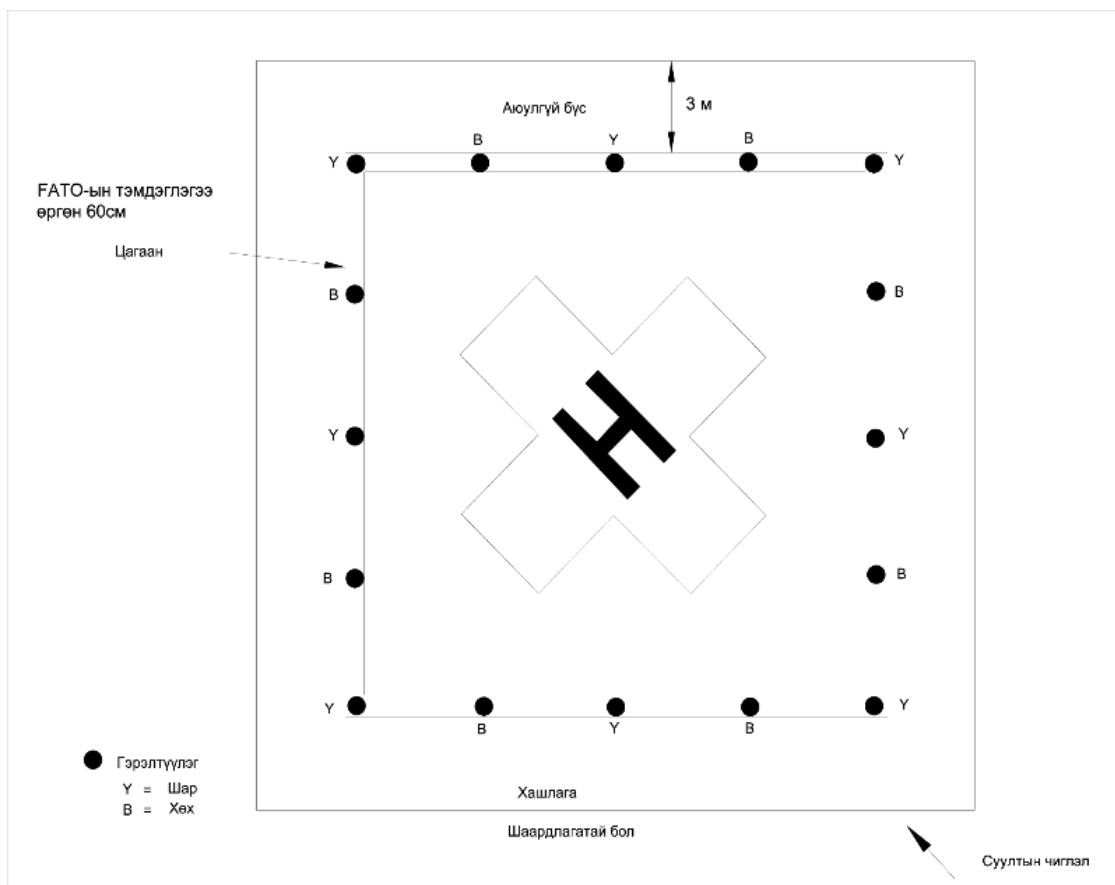 3 м
Аюулгүй бүс
B Y B
Y Y
FATO-ын тэмдэглэгээ
өргөн 60см
Цагаан
B B
H
Y Y
B B
Y Y
B Y B
Гэрэлтүүлэг
Y = Шар
B = Хөх
Хашлага
Шаардлагатай бол
Суултын чиглэл